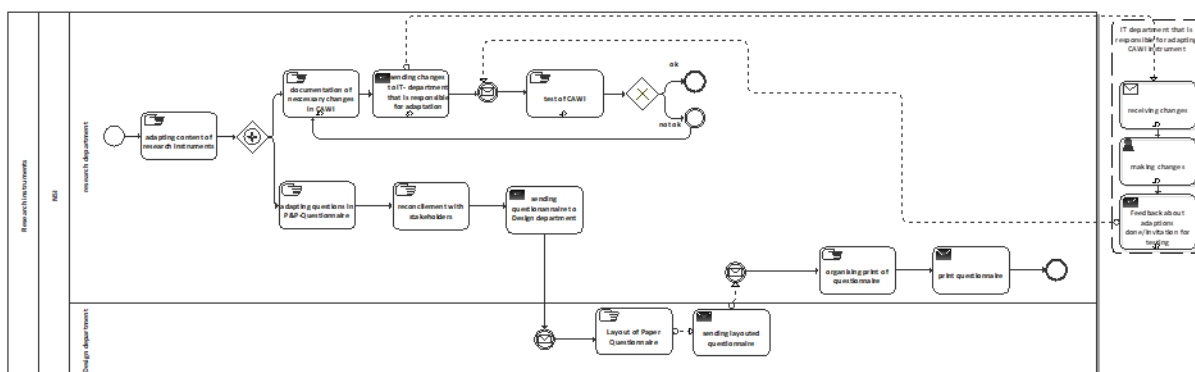 Research instruments
NSI
research department
Design department
adapting content of
research instruments
documentation of
neccessary changes
in CAWI
sending changes
to IT- department
that is responsible
for adaptation
test of CAWI
ok
not ok
adapting questions in
P&P-Questionnaire
reconcilement with
stakeholders
sending
questionannaire to
Design department
organising print of
questionnaire
print questionnaire
Layout of Paper
Questionnaire
sending layouted
questionnaire
IT department that is
responsible for adapting
CAWI instrument
receiving changes
making changes
Feedback about
adaptions
done/invitation for
testing